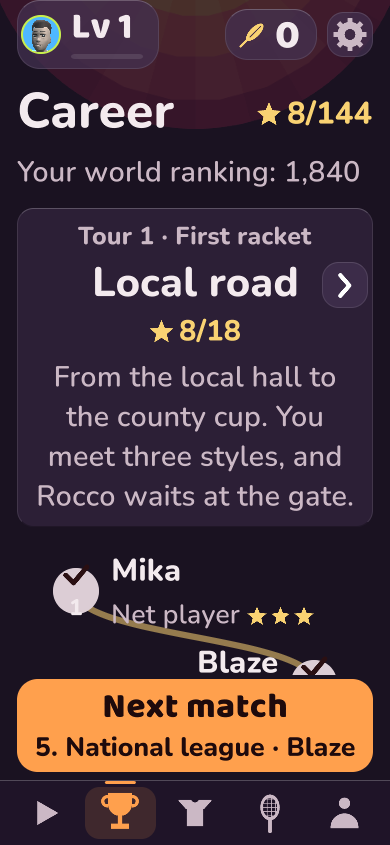 Lv 1
0
Career
8/144
Your world ranking: 1,840
Tour 1 · First racket
Local road
8/18
From the local hall to
the county cup. You
meet three styles, and
Rocco waits at the gate.
Mika
1
Net player
Blaze
Next match
5. National league · Blaze